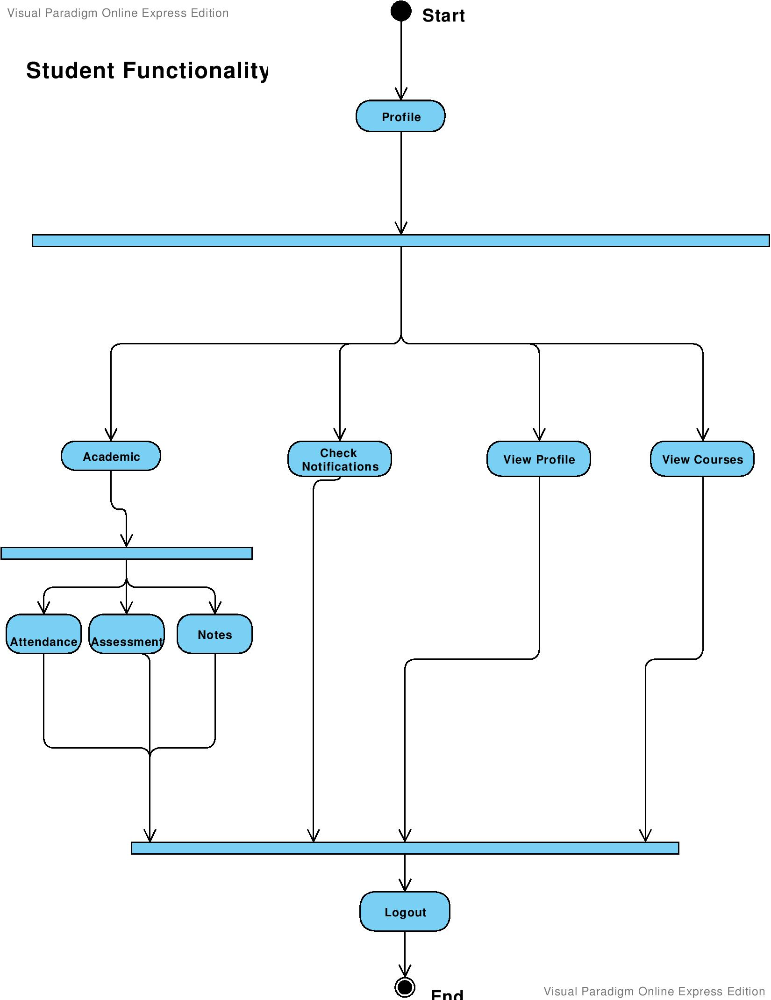 Visual Paradigm Online Express Edition
Start
Student Functionality
Profile
Academic
Check
Notifications
View Profile
View Courses
Attendance
Assessment
Notes
Logout
End
Visual Paradigm Online Express Edition